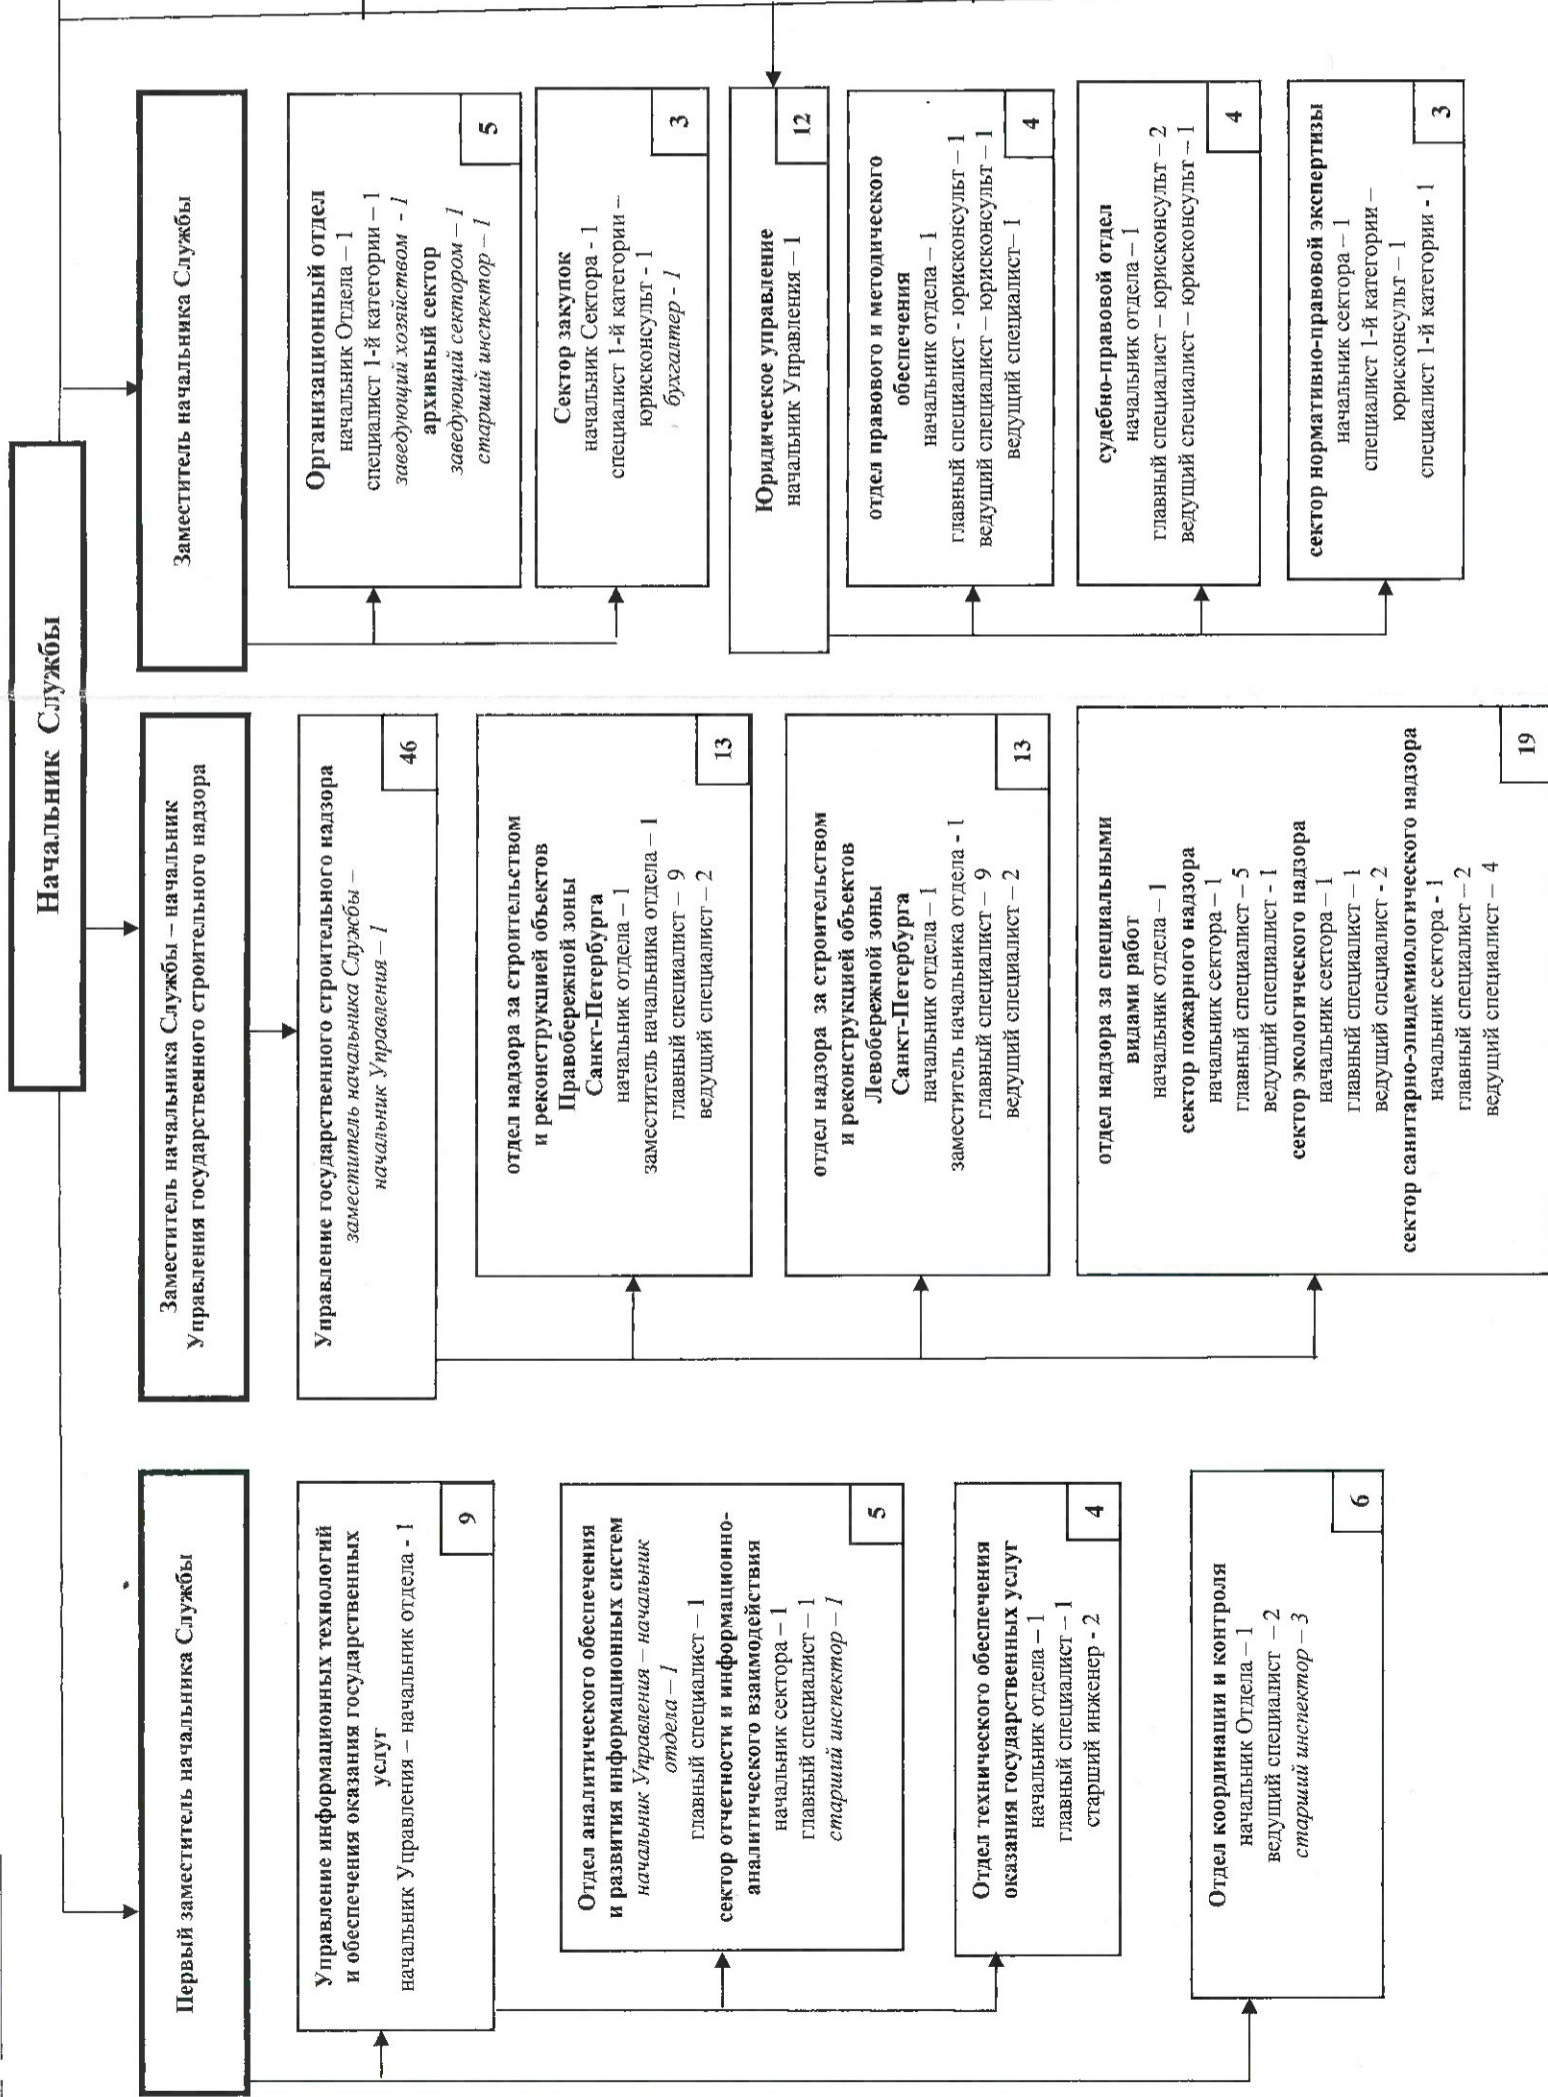 Начальник Службы
Первый заместитель начальника Службы
Управление информационных технологий
и обеспечения оказания государственных
услуг
начальник Управления – начальник отдела - 1
9
Отдел аналитического обеспечения
и развития информационных систем
начальник Управления – начальник
отдела – 1
главный специалист – 1
сектор отчетности и информационно-
аналитического взаимодействия
начальник сектора – 1
главный специалист – 1
старший инспектор – 1
5
Отдел технического обеспечения
оказания государственных услуг
начальник отдела – 1
главный специалист – 1
старший инженер - 2
4
Отдел координации и контроля
начальник Отдела – 1
ведущий специалист – 2
старший инспектор – 3
6
Заместитель начальника Службы – начальник
Управления государственного строительного надзора
Управление государственного строительного надзора
заместитель начальника Службы –
начальник Управления – 1
46
отдел надзора за строительством
и реконструкцией объектов
Правобережной зоны
Санкт-Петербурга
начальник отдела – 1
заместитель начальника отдела – 1
главный специалист – 9
ведущий специалист – 2
13
отдел надзора за строительством
и реконструкцией объектов
Левобережной зоны
Санкт-Петербурга
начальник отдела – 1
заместитель начальника отдела - 1
главный специалист – 9
ведущий специалист – 2
13
отдел надзора за специальными
видами работ
начальник отдела – 1
сектор пожарного надзора
начальник сектора – 1
главный специалист – 5
ведущий специалист - 1
сектор экологического надзора
начальник сектора – 1
главный специалист – 1
ведущий специалист - 2
сектор санитарно-эпидемиологического надзора
начальник сектора - 1
главный специалист – 2
ведущий специалист – 4
19
Заместитель начальника Службы
Организационный отдел
начальник Отдела – 1
специалист 1-й категории – 1
заведующий хозяйством - 1
архивный сектор
заведующий сектором – 1
старший инспектор – 1
5
Сектор закупок
начальник Сектора - 1
специалист 1-й категории –
юрисконсульт - 1
бухгалтер - 1
3
Юридическое управление
начальник Управления – 1
12
отдел правового и методического
обеспечения
начальник отдела – 1
главный специалист - юрисконсульт – 1
ведущий специалист – юрисконсульт – 1
ведущий специалист – 1
4
судебно-правовой отдел
начальник отдела – 1
главный специалист – юрисконсульт – 2
ведущий специалист – юрисконсульт – 1
4
сектор нормативно-правовой экспертизы
начальник сектора – 1
специалист 1-й категории –
юрисконсульт – 1
специалист 1-й категории - 1
3